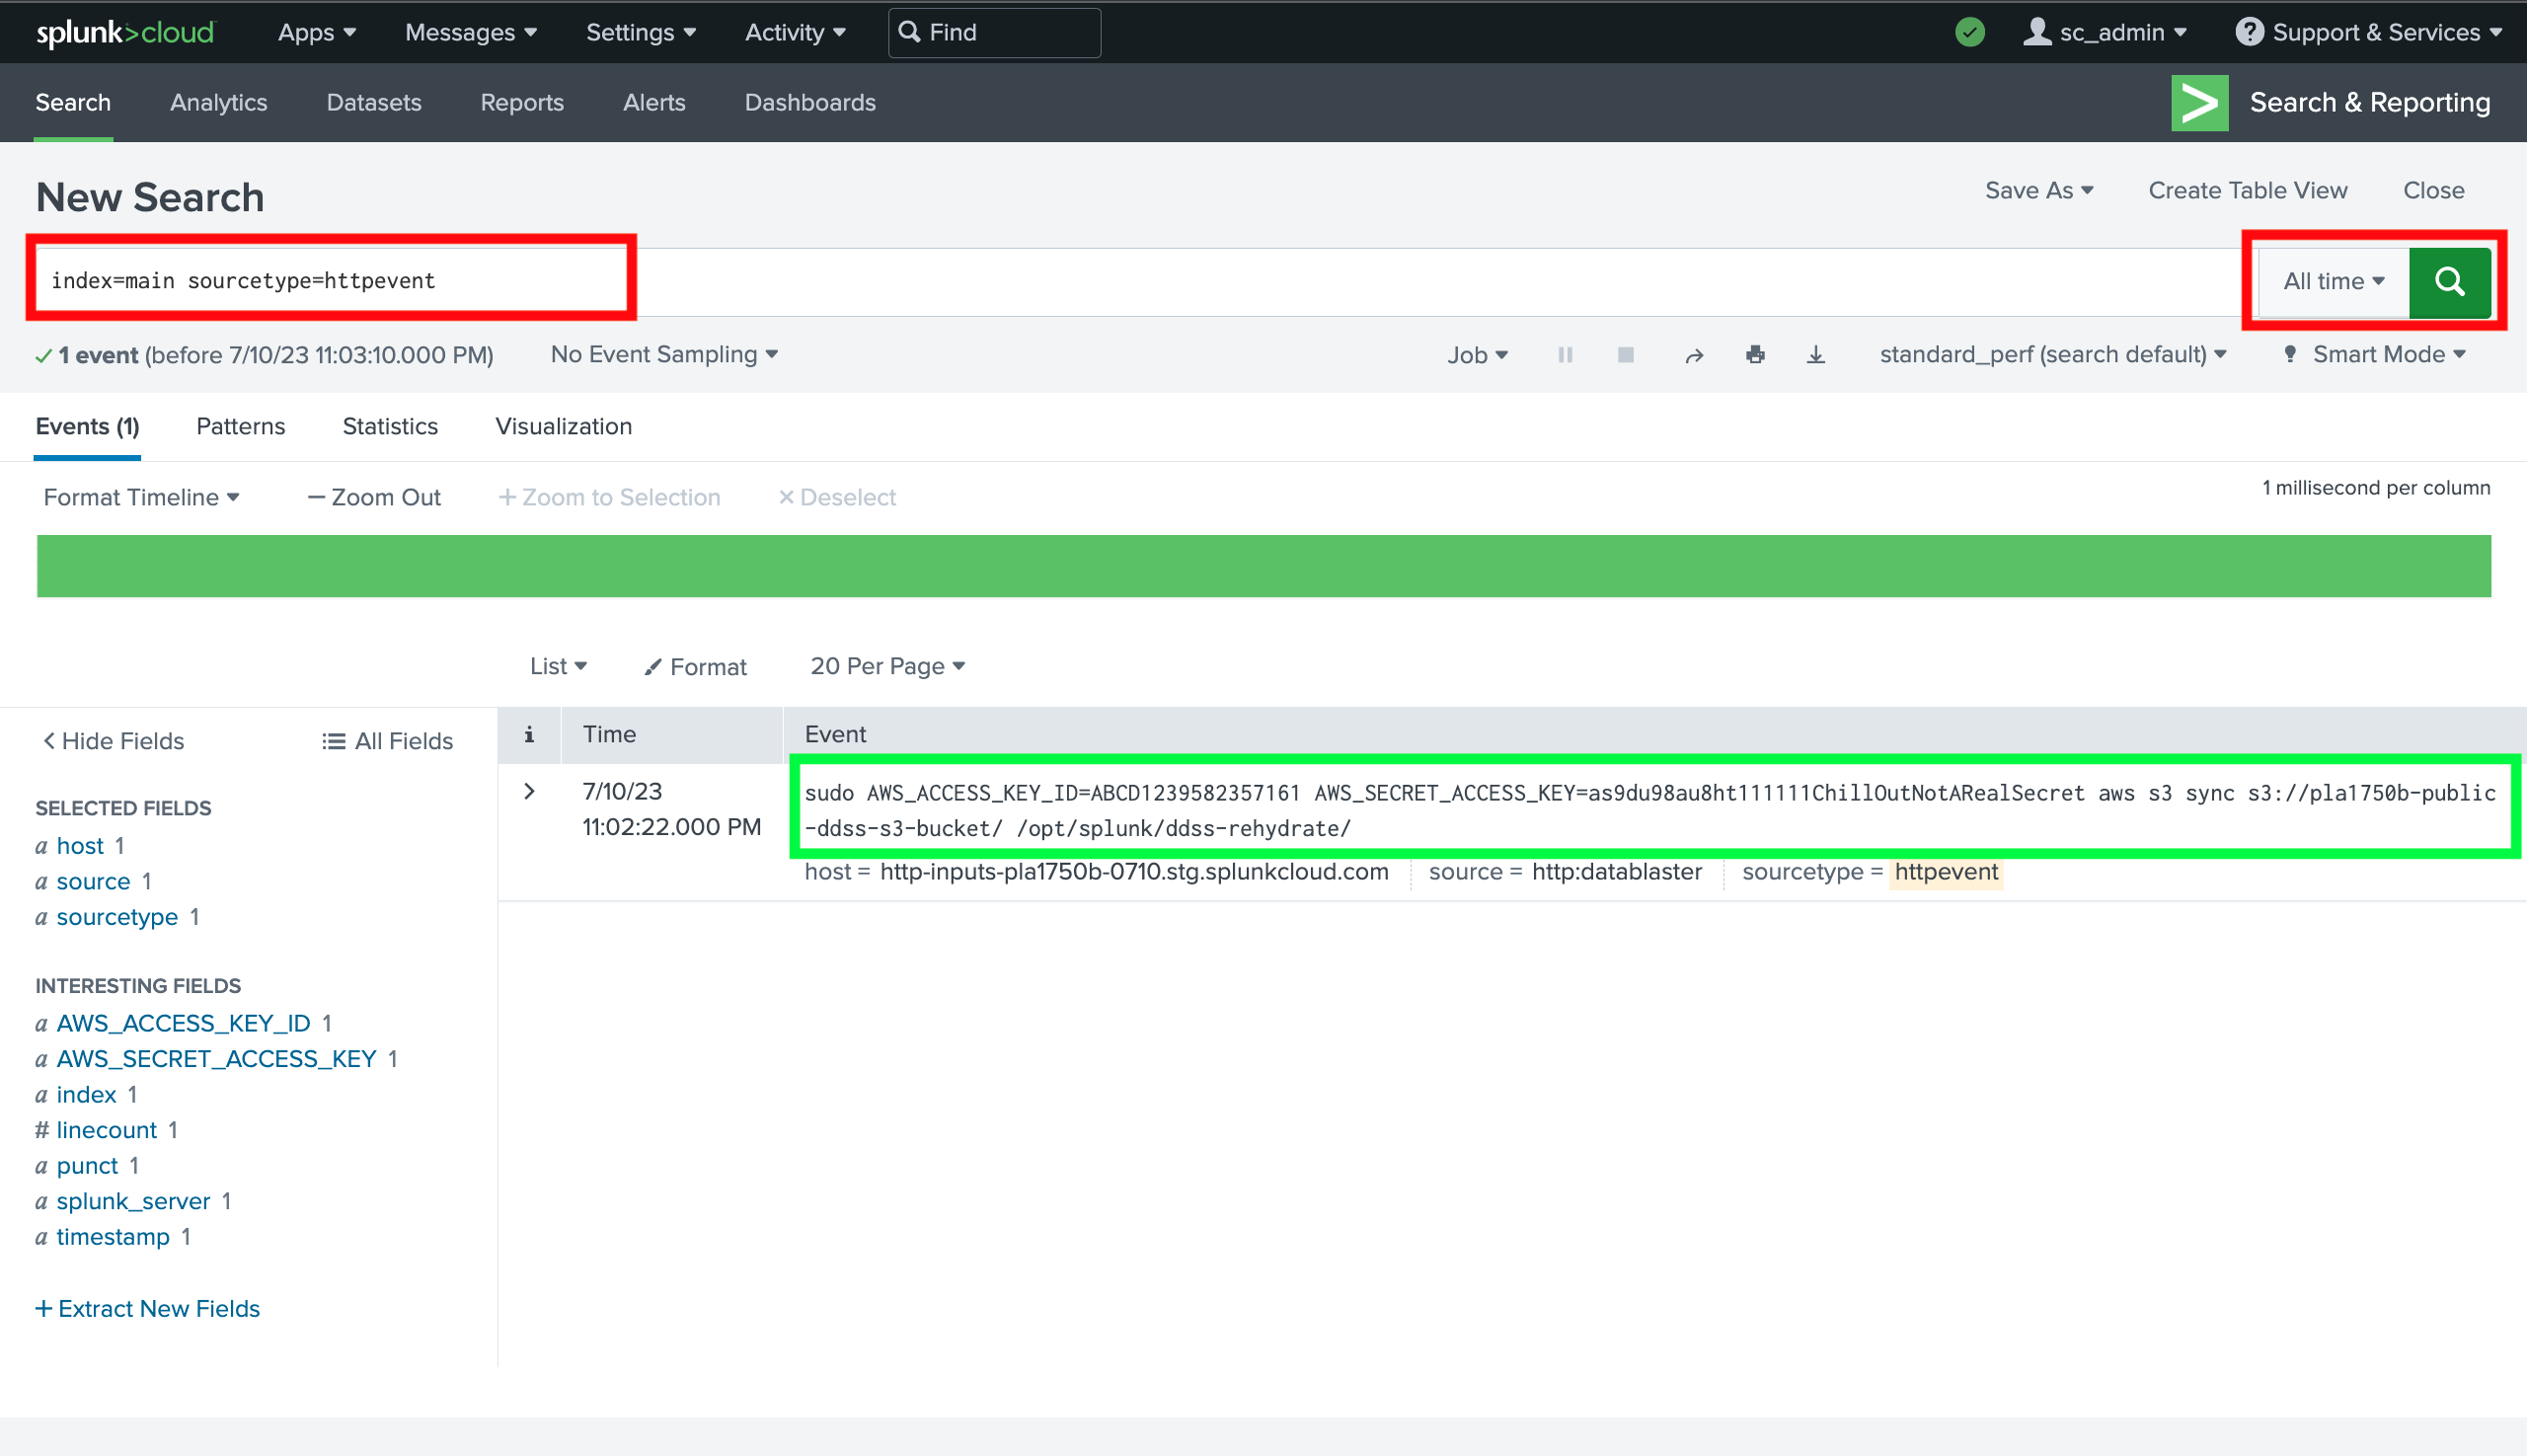 splunk>cloud Apps Messages Settings Activity Find sc_admin Support & Services
Search Analytics Datasets Reports Alerts Dashboards Search & Reporting
New Search
Save As Create Table View Close
index=main sourcetype=httpevent
All time
1 event (before 7/10/23 11:03:10.000 PM) No Event Sampling Job standard_perf (search default) Smart Mode
Events (1) Patterns Statistics Visualization
Format Timeline — Zoom Out + Zoom to Selection × Deselect 1 millisecond per column
List Format 20 Per Page
< Hide Fields All Fields
SELECTED FIELDS
a host 1
a source 1
a sourcetype 1
INTERESTING FIELDS
a AWS_ACCESS_KEY_ID 1
a AWS_SECRET_ACCESS_KEY 1
a index 1
# linecount 1
a punct 1
a splunk_server 1
a timestamp 1
+ Extract New Fields
i Time Event
> 7/10/23
11:02:22.000 PM
sudo AWS_ACCESS_KEY_ID=ABCD1239582357161 AWS_SECRET_ACCESS_KEY=as9du98au8ht111111ChillOutNotARealSecret aws s3 sync s3://pla1750b-public
-ddss-s3-bucket/ /opt/splunk/ddss-rehydrate/
host = http-inputs-pla1750b-0710.stg.splunkcloud.com source = http:datablaster sourcetype = httpevent